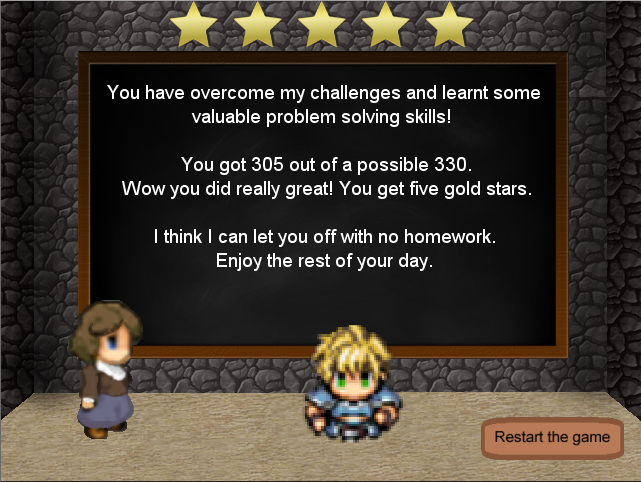 You have overcome my challenges and learnt some
valuable problem solving skills!
You got 305 out of a possible 330.
Wow you did really great! You get five gold stars.
I think I can let you off with no homework.
Enjoy the rest of your day.
Restart the game